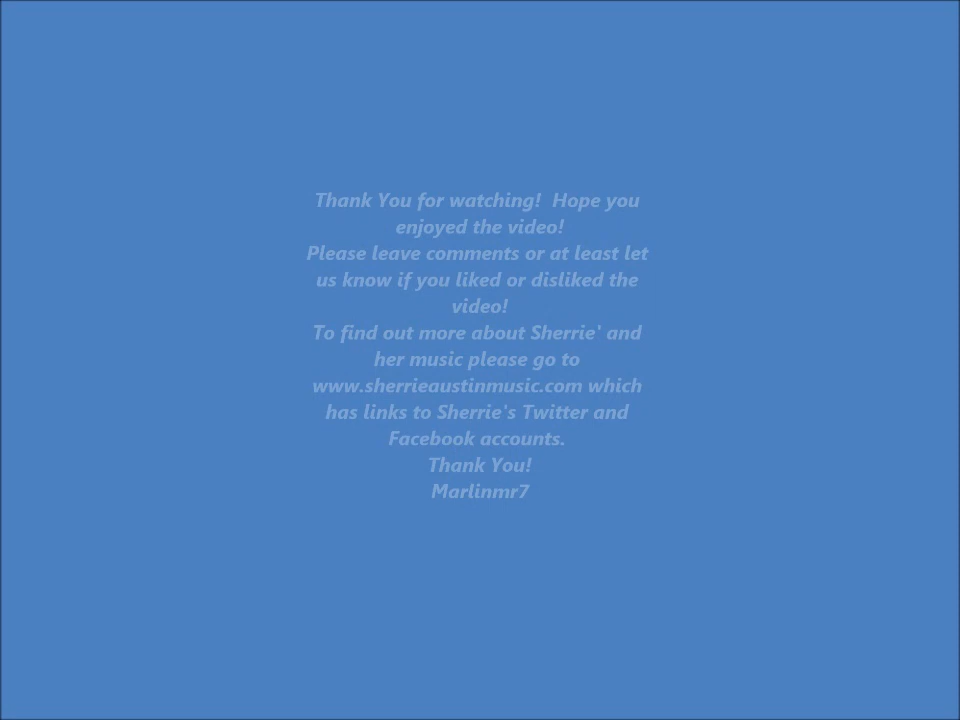 Thank You for watching!  Hope you
enjoyed the video!
Please leave comments or at least let
us know if you liked or disliked the
video!
To find out more about Sherrie' and
her music please go to
www.sherrieaustinmusic.com which
has links to Sherrie's Twitter and
Facebook accounts.
Thank You!
Marlinmr7